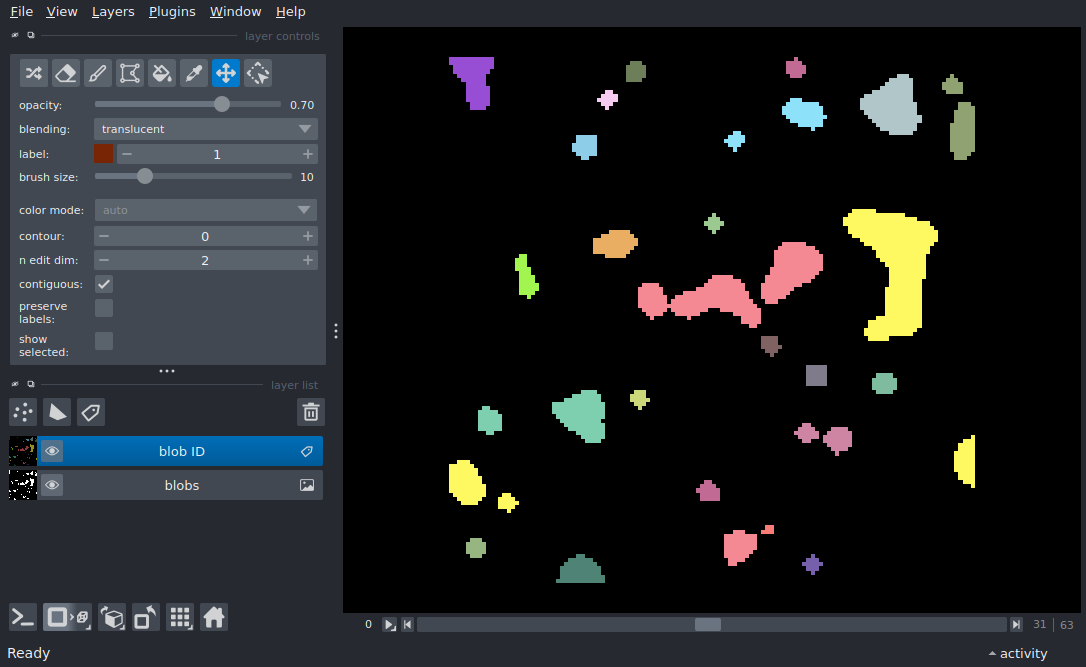 File View Layers Plugins Window Help
layer controls
opacity: 0.70
blending: translucent
label: − 1 +
brush size: 10
color mode: auto
contour: − 0 +
n edit dim: − 2 +
contiguous:
preserve
labels:
show
selected:
layer list
blob ID
blobs
0 31 | 63
Ready activity